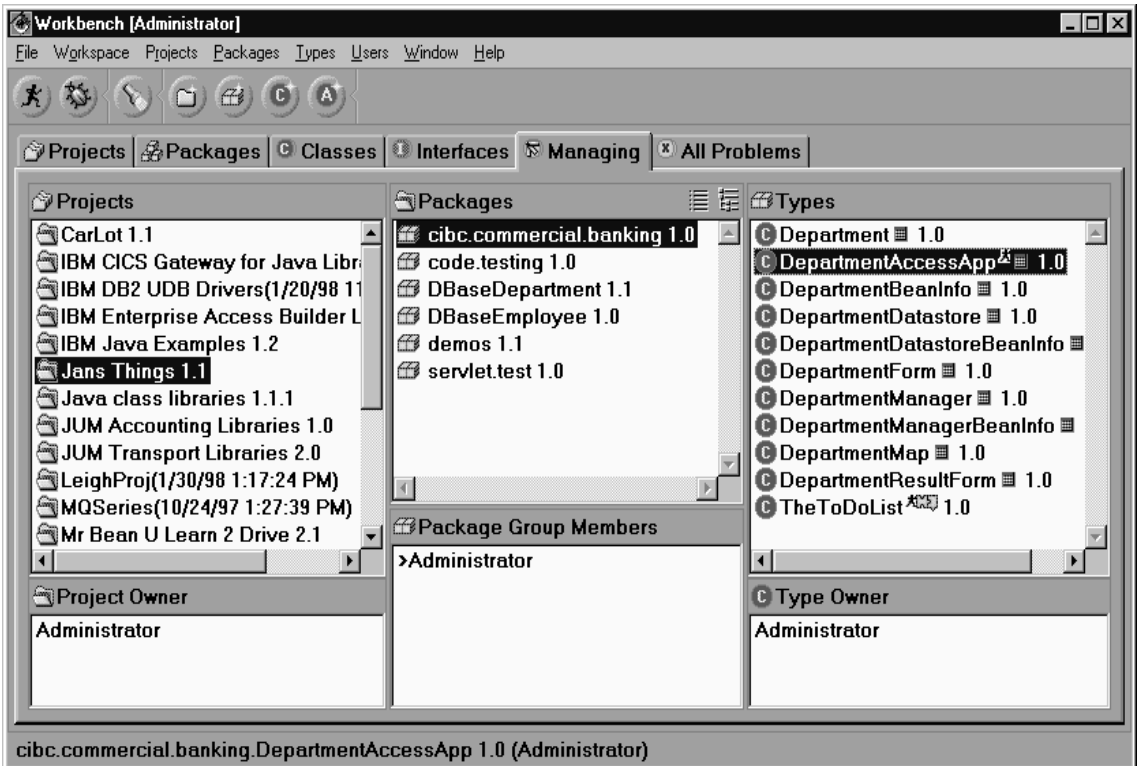 Workbench [Administrator]
File Workspace Projects Packages Types Users Window Help
Projects Packages Classes Interfaces Managing All Problems
Projects
CarLot 1.1
IBM CICS Gateway for Java Libr
IBM DB2 UDB Drivers(1/20/98 11
IBM Enterprise Access Builder L
IBM Java Examples 1.2
Jans Things 1.1
Java class libraries 1.1.1
JUM Accounting Libraries 1.0
JUM Transport Libraries 2.0
LeighProj(1/30/98 1:17:24 PM)
MQSeries(10/24/97 1:27:39 PM)
Mr Bean U Learn 2 Drive 2.1
Project Owner
Administrator
Packages
cibc.commercial.banking 1.0
code.testing 1.0
DBaseDepartment 1.1
DBaseEmployee 1.0
demos 1.1
servlet.test 1.0
Package Group Members
>Administrator
Types
Department 1.0
DepartmentAccessApp 1.0
DepartmentBeanInfo 1.0
DepartmentDatastore 1.0
DepartmentDatastoreBeanInfo
DepartmentForm 1.0
DepartmentManager 1.0
DepartmentManagerBeanInfo
DepartmentMap 1.0
DepartmentResultForm 1.0
TheToDoList 1.0
Type Owner
Administrator
cibc.commercial.banking.DepartmentAccessApp 1.0 (Administrator)